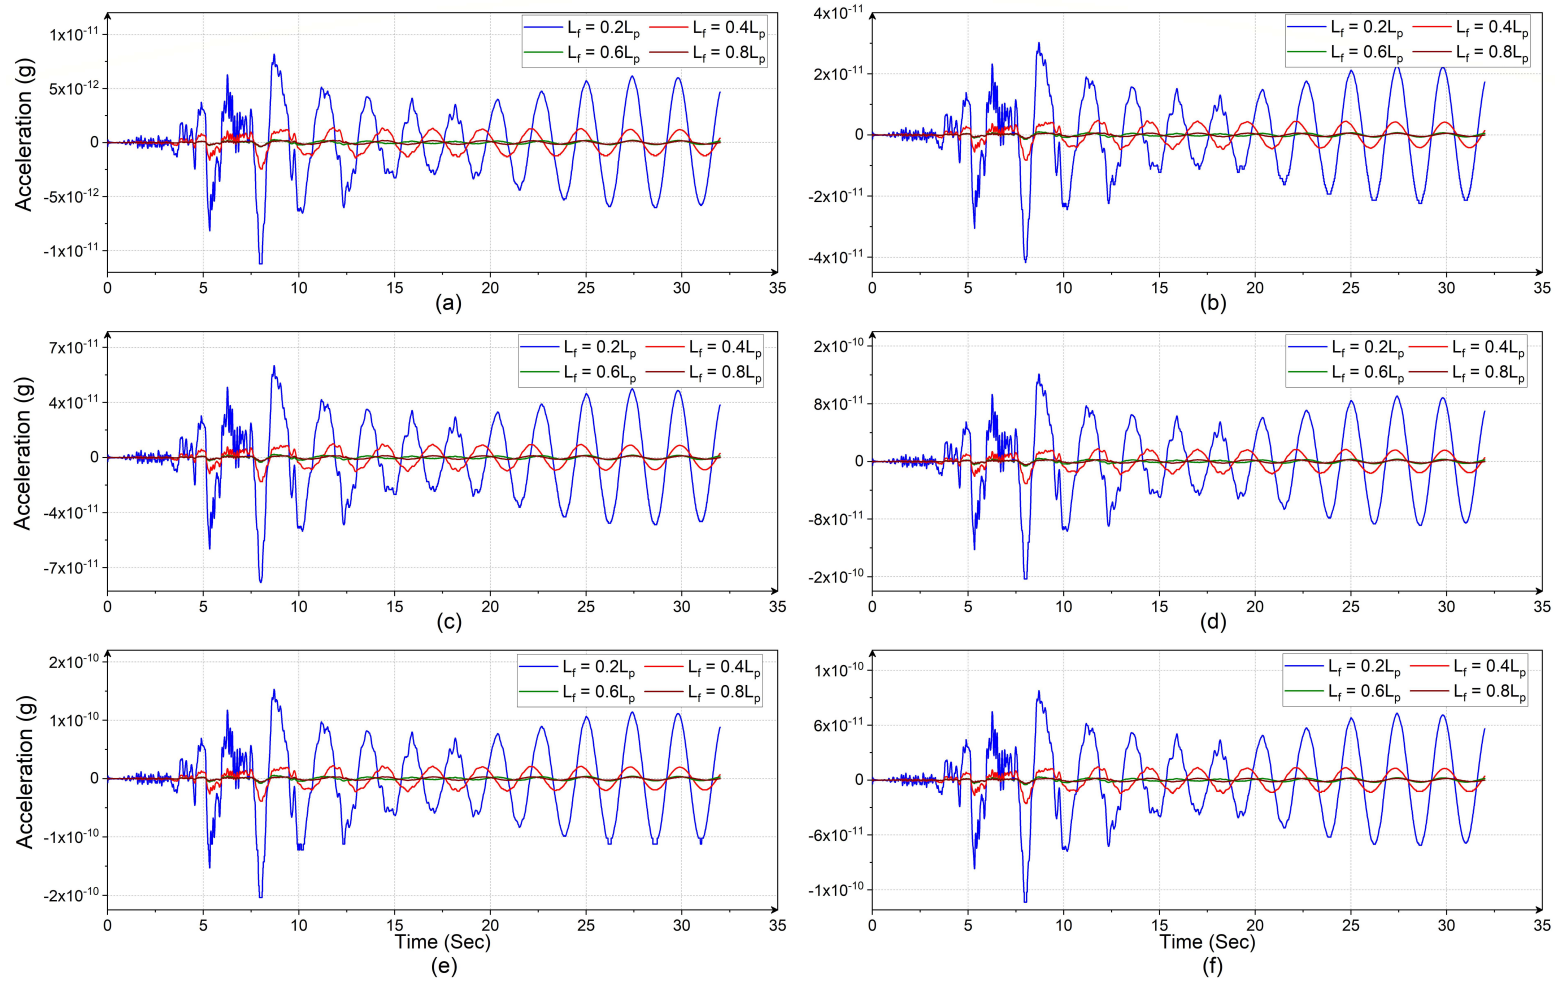 Acceleration (g)
1x10-11
5x10-12
0
-5x10-12
-1x10-11
Lf = 0.2Lp Lf = 0.4Lp
Lf = 0.6Lp Lf = 0.8Lp
0 5 10 15 20 25 30 35
(a)
4x10-11
2x10-11
0
-2x10-11
-4x10-11
Lf = 0.2Lp Lf = 0.4Lp
Lf = 0.6Lp Lf = 0.8Lp
0 5 10 15 20 25 30 35
(b)
Acceleration (g)
7x10-11
4x10-11
0
-4x10-11
-7x10-11
Lf = 0.2Lp Lf = 0.4Lp
Lf = 0.6Lp Lf = 0.8Lp
0 5 10 15 20 25 30 35
(c)
2x10-10
8x10-11
0
-8x10-11
-2x10-10
Lf = 0.2Lp Lf = 0.4Lp
Lf = 0.6Lp Lf = 0.8Lp
0 5 10 15 20 25 30 35
(d)
Acceleration (g)
2x10-10
1x10-10
0
-1x10-10
-2x10-10
Lf = 0.2Lp Lf = 0.4Lp
Lf = 0.6Lp Lf = 0.8Lp
0 5 10 15 20 25 30 35
Time (Sec)
(e)
1x10-10
6x10-11
0
-6x10-11
-1x10-10
Lf = 0.2Lp Lf = 0.4Lp
Lf = 0.6Lp Lf = 0.8Lp
0 5 10 15 20 25 30 35
Time (Sec)
(f)